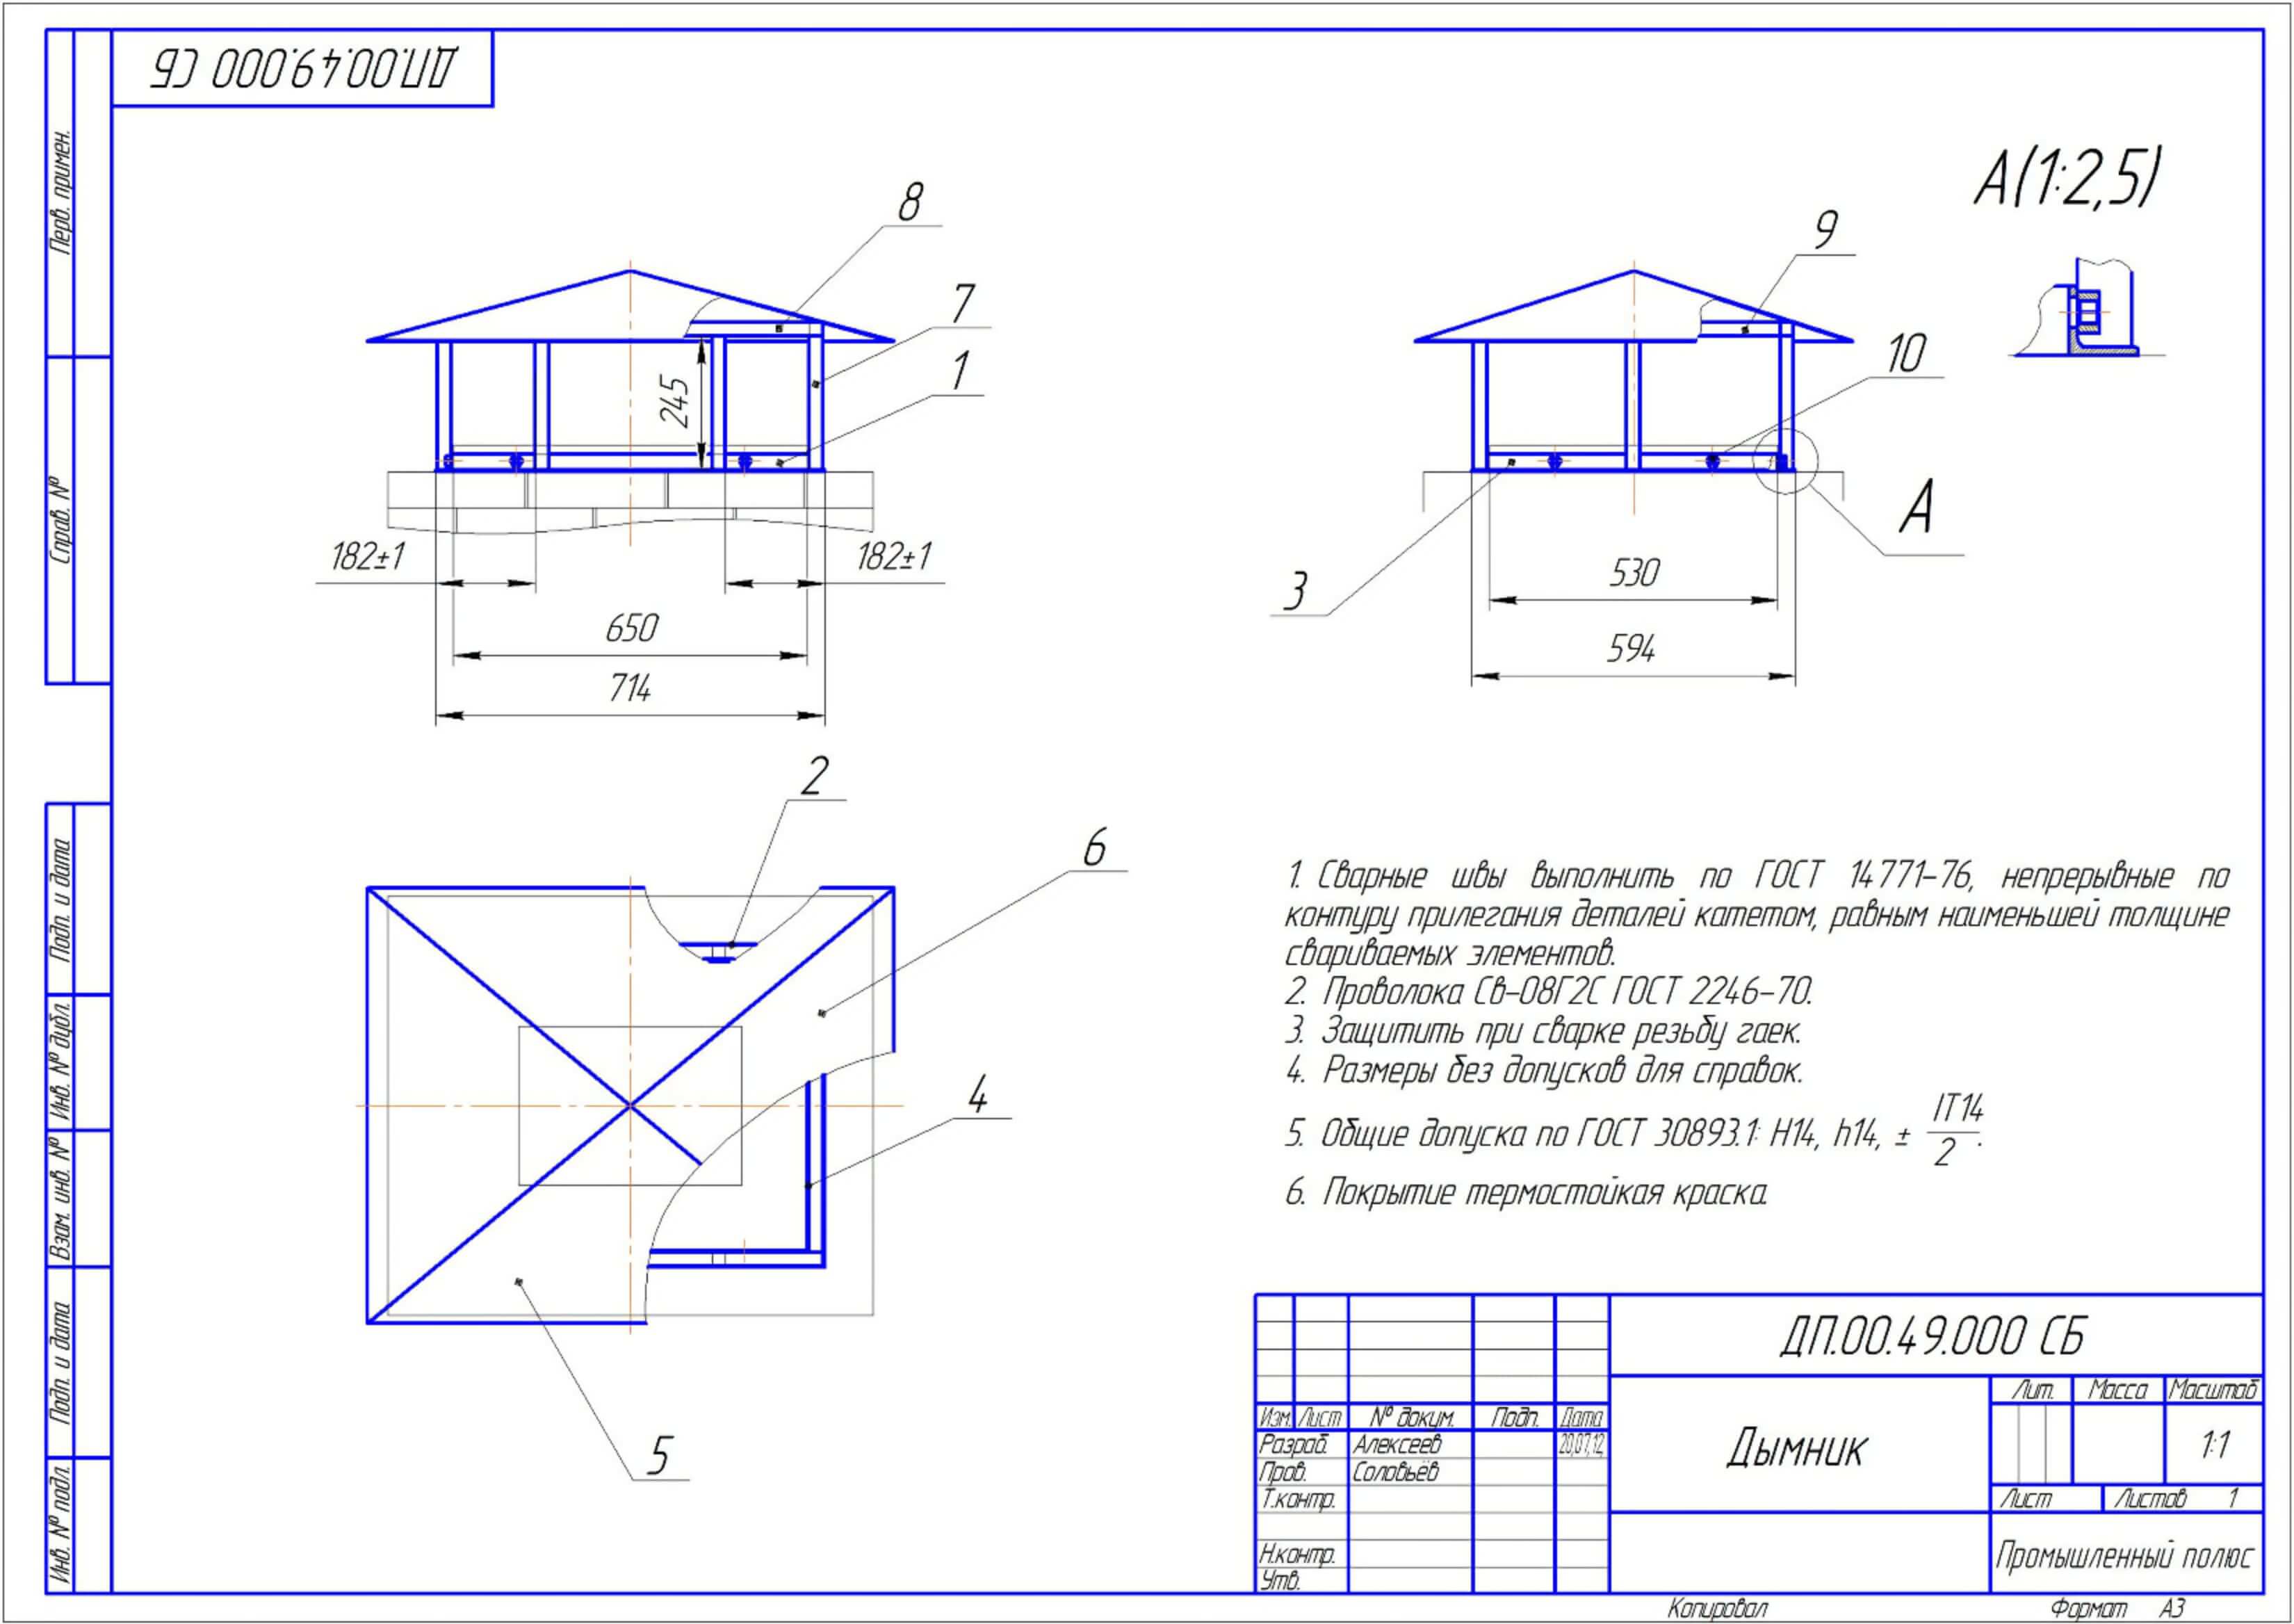 ДП.00.49.000 СБ
Перв. примен.
Справ. №
Подп. и дата
Инв. № дубл.
Взам. инв. №
Подп. и дата
Инв. № подл.
8
7
1
245
182±1
182±1
650
714
9
10
А
3
530
594
А(1:2,5)
2
6
4
5
1. Сварные швы выполнить по ГОСТ 14771-76, непрерывные по
контуру прилегания деталей катетом, равным наименьшей толщине
свариваемых элементов.
2. Проволока Св-08Г2С ГОСТ 2246-70.
3. Защитить при сварке резьбу гаек.
4. Размеры без допусков для справок.
5. Общие допуска по ГОСТ 30893.1: Н14, h14, ± IT14/2.
6. Покрытие термостойкая краска.
ДП.00.49.000 СБ
Изм. Лист № докум. Подп. Дата
Разраб. Алексеев 20.07.12
Пров. Соловьёв
Т.контр.
Н.контр.
Утв.
Дымник
Лит. Масса Масштаб
1:1
Лист Листов 1
Промышленный полюс
Копировал Формат А3